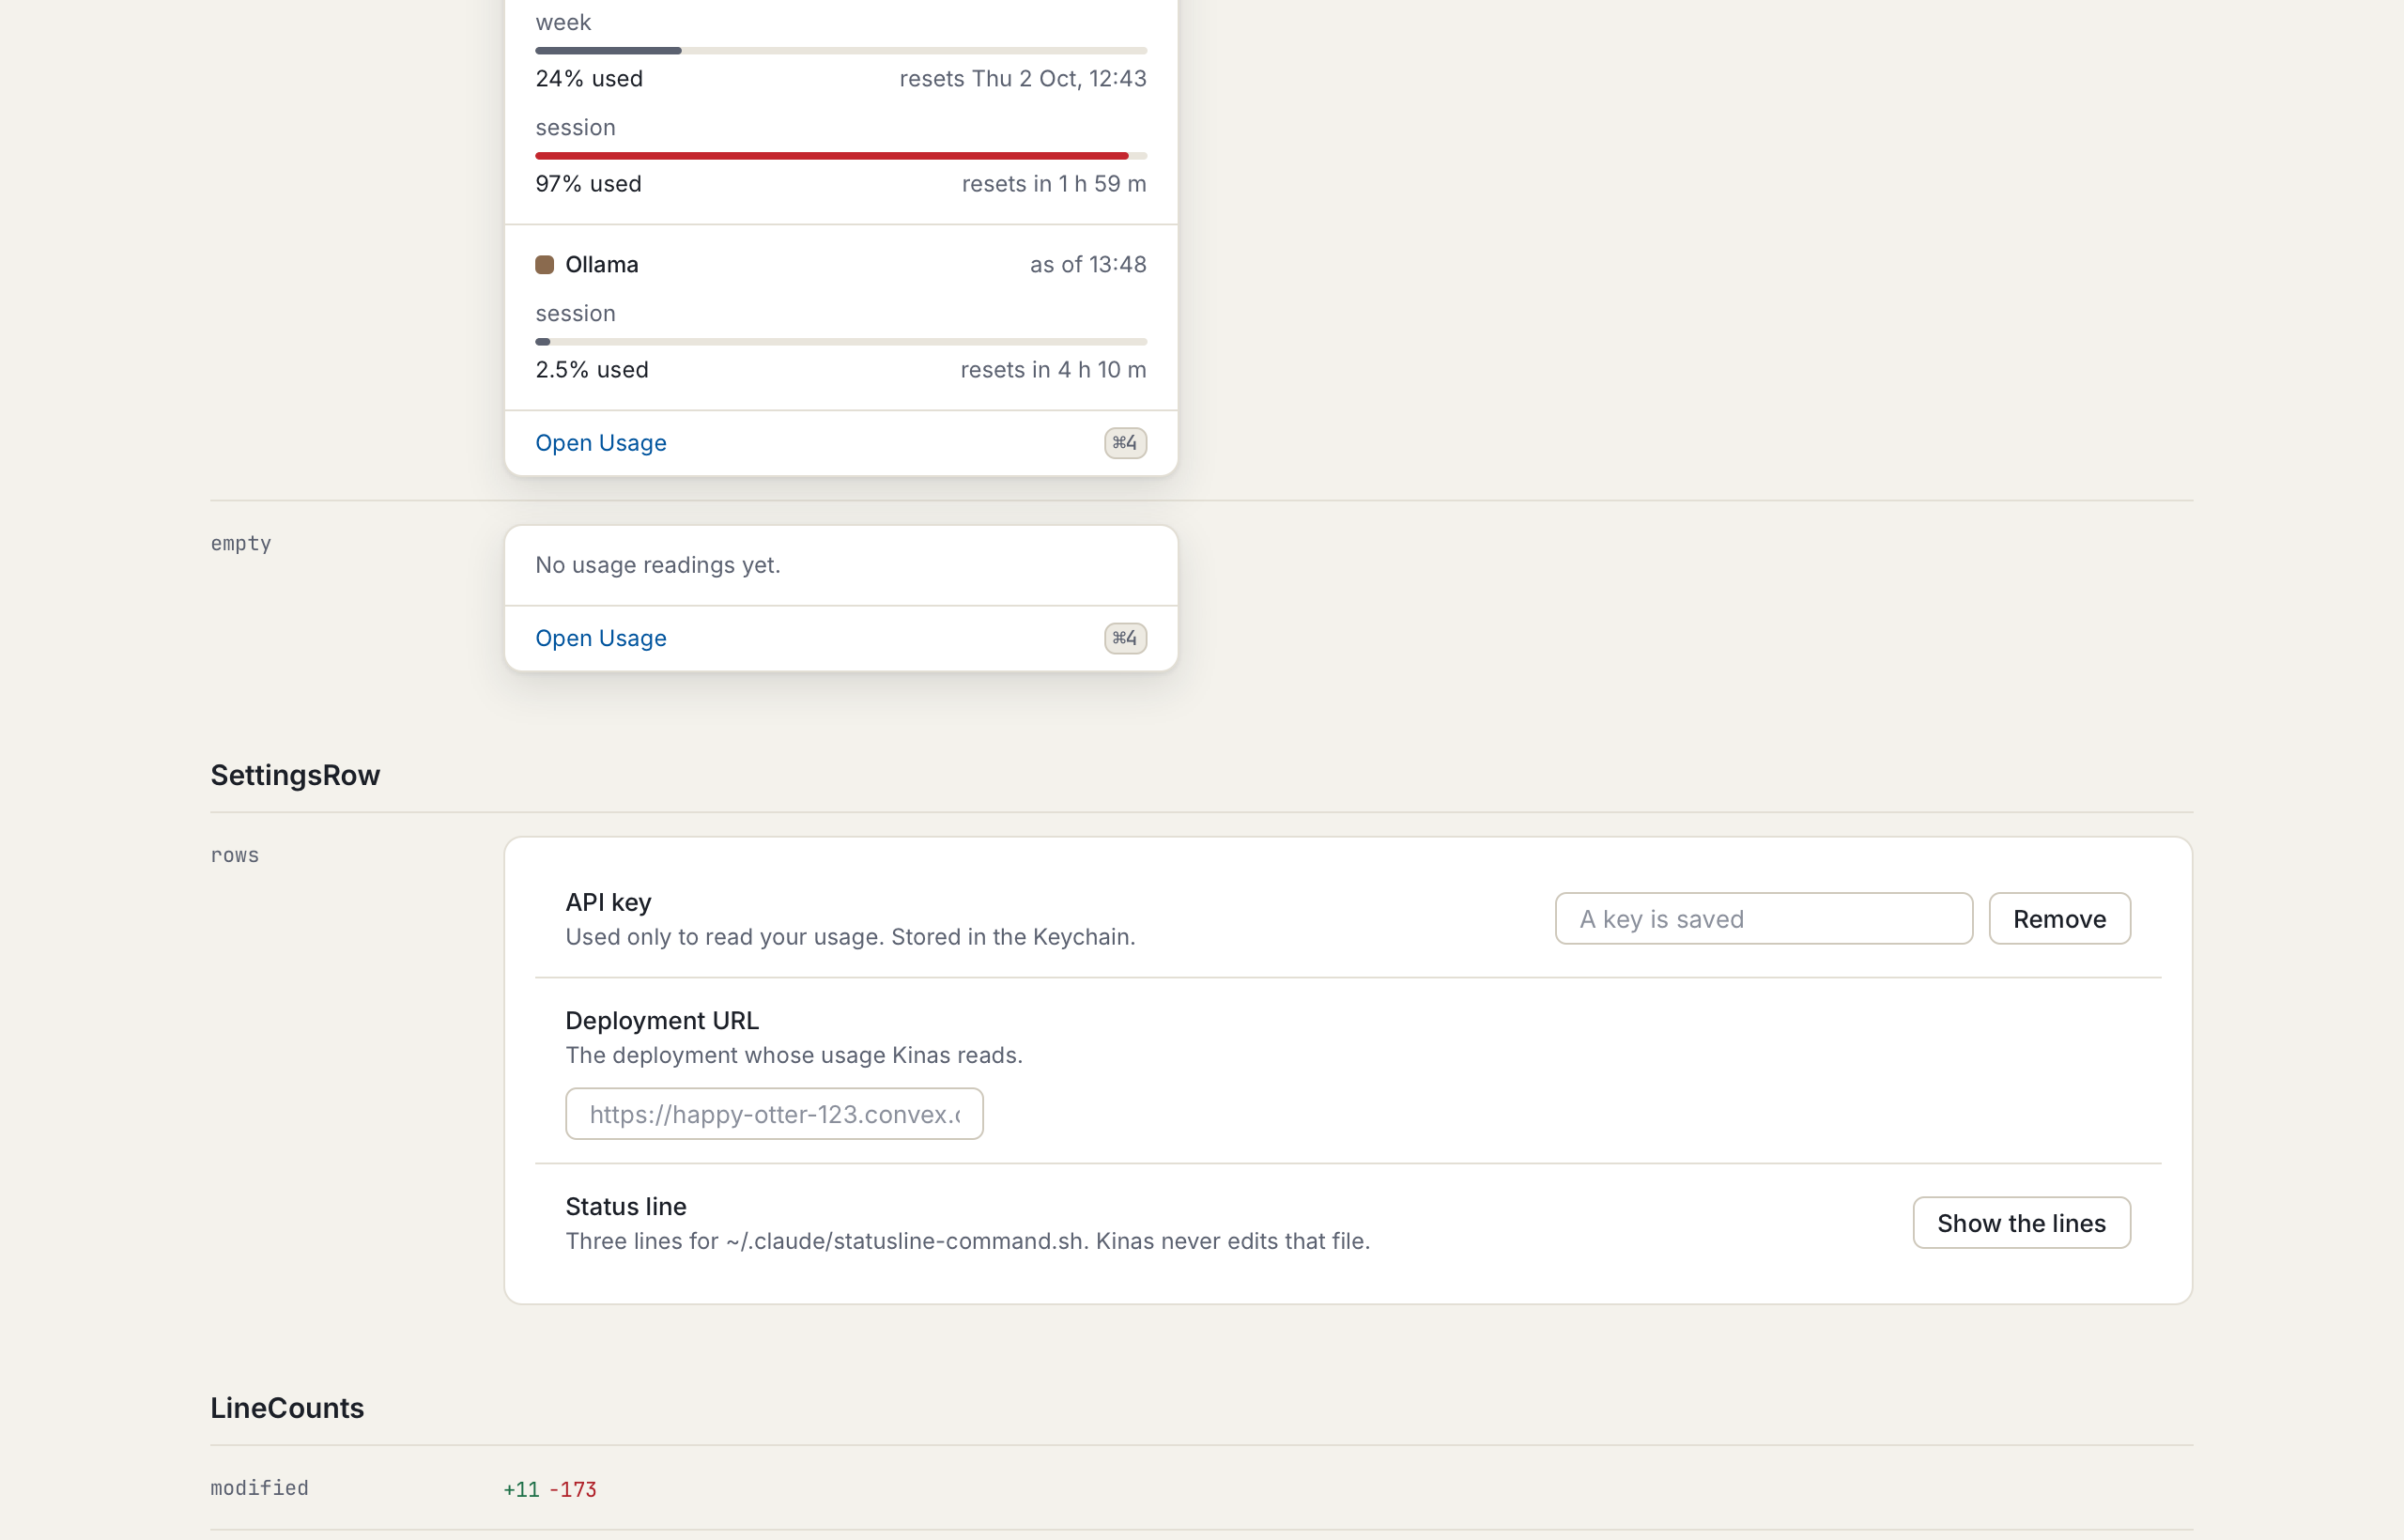 week
24% used resets Thu 2 Oct, 12:43
session
97% used resets in 1 h 59 m
Ollama as of 13:48
session
2.5% used resets in 4 h 10 m
Open Usage ⌘4
empty
No usage readings yet.
Open Usage ⌘4
SettingsRow
rows
API key
Used only to read your usage. Stored in the Keychain.
A key is saved Remove
Deployment URL
The deployment whose usage Kinas reads.
https://happy-otter-123.convex.
Status line
Three lines for ~/.claude/statusline-command.sh. Kinas never edits that file.
Show the lines
LineCounts
modified +11 -173